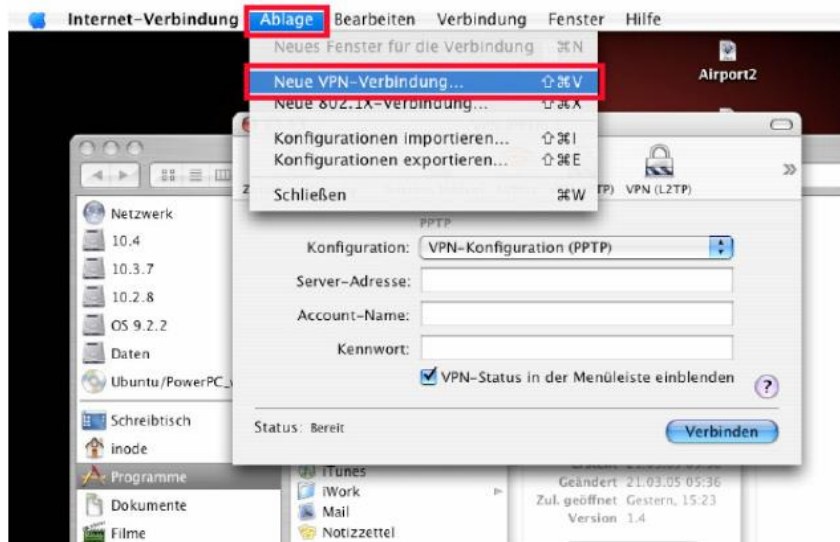 Internet-Verbindung Ablage Bearbeiten Verbindung Fenster Hilfe
Neues Fenster für die Verbindung ⌘N
Neue VPN-Verbindung... ⇧⌘V
Neue 802.1X-Verbindung... ⇧⌘X
Konfigurationen importieren... ⇧⌘I
Konfigurationen exportieren... ⇧⌘E
Schließen ⌘W
Airport2
VPN (L2TP)
PPTP
Konfiguration: VPN-Konfiguration (PPTP)
Server-Adresse:
Account-Name:
Kennwort:
VPN-Status in der Menüleiste einblenden
?
Status: Bereit
Verbinden
Netzwerk
10.4
10.3.7
10.2.8
OS 9.2.2
Daten
Ubuntu/PowerPC_
Schreibtisch
inode
Programme
Dokumente
Filme
iTunes
iWork
Mail
Notizzettel
Geändert 21.03.05 05:36
Zul. geöffnet Gestern, 15:23
Version 1.4